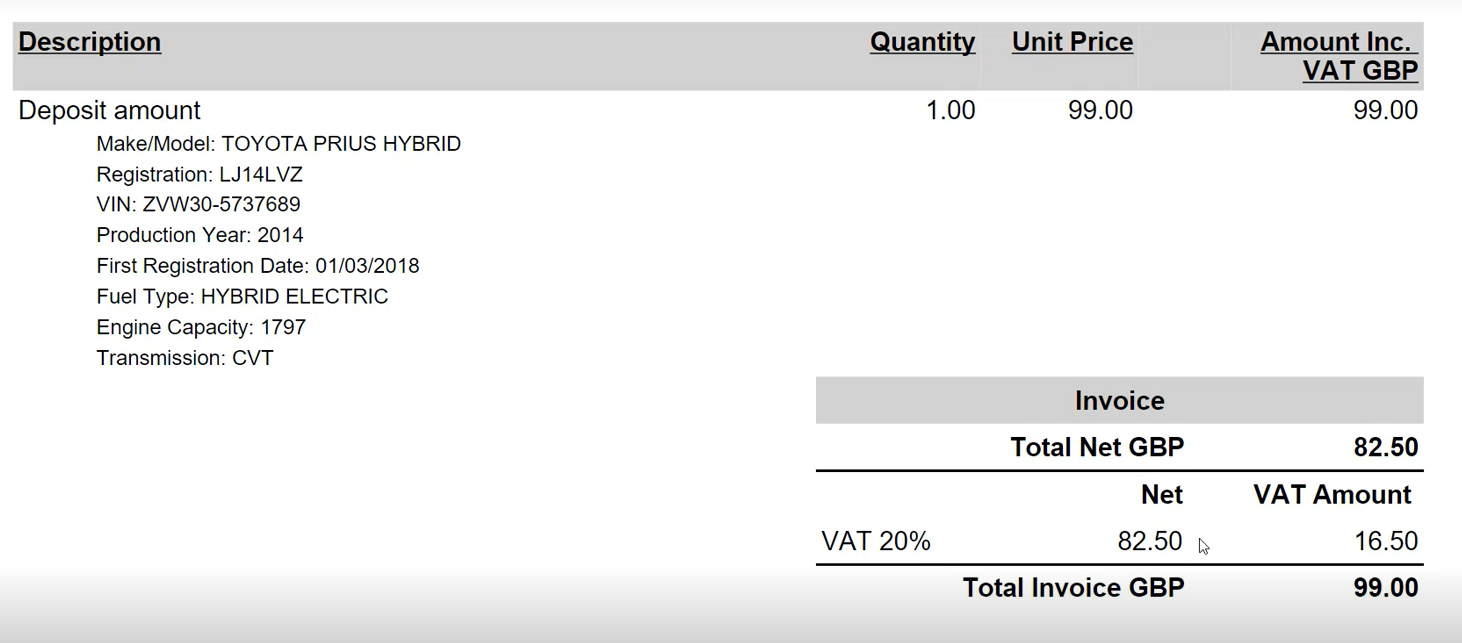 Description Quantity Unit Price Amount Inc.
VAT GBP
Deposit amount 1.00 99.00 99.00
Make/Model: TOYOTA PRIUS HYBRID
Registration: LJ14LVZ
VIN: ZVW30-5737689
Production Year: 2014
First Registration Date: 01/03/2018
Fuel Type: HYBRID ELECTRIC
Engine Capacity: 1797
Transmission: CVT
Invoice
Total Net GBP 82.50
Net VAT Amount
VAT 20% 82.50 16.50
Total Invoice GBP 99.00